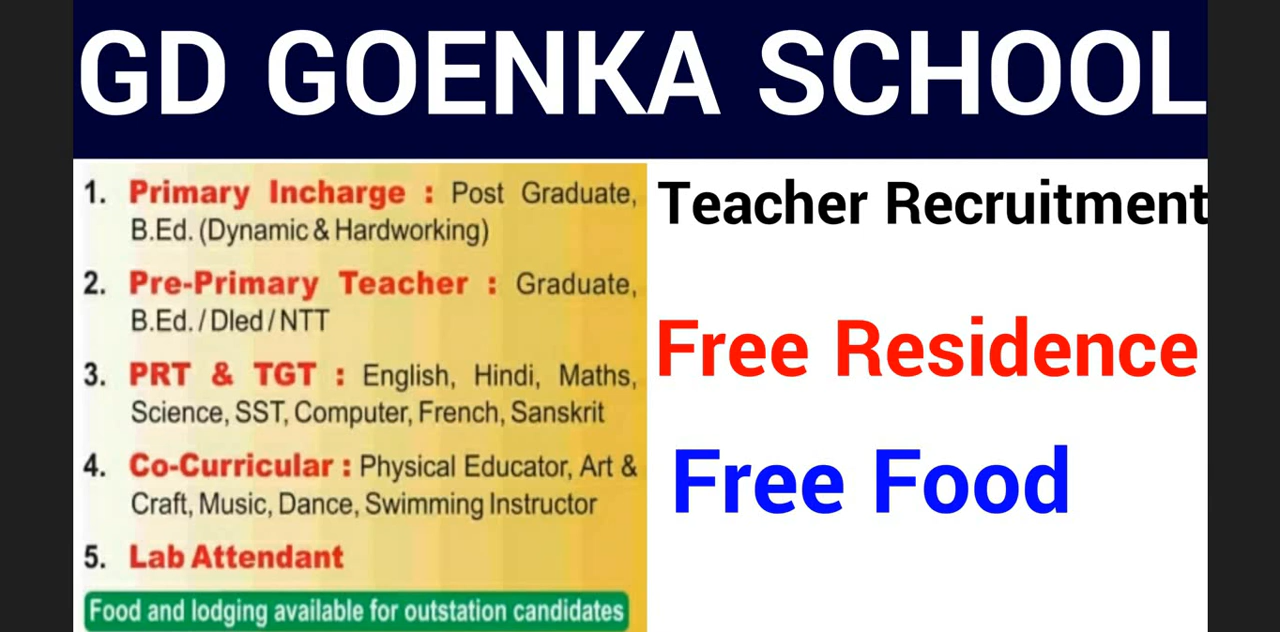 GD GOENKA SCHOOL
1. Primary Incharge : Post Graduate,
B.Ed. (Dynamic & Hardworking)
2. Pre-Primary Teacher : Graduate,
B.Ed. / Dled / NTT
3. PRT & TGT : English, Hindi, Maths,
Science, SST, Computer, French, Sanskrit
4. Co-Curricular : Physical Educator, Art &
Craft, Music, Dance, Swimming Instructor
5. Lab Attendant
Food and lodging available for outstation candidates
Teacher Recruitment
Free Residence
Free Food